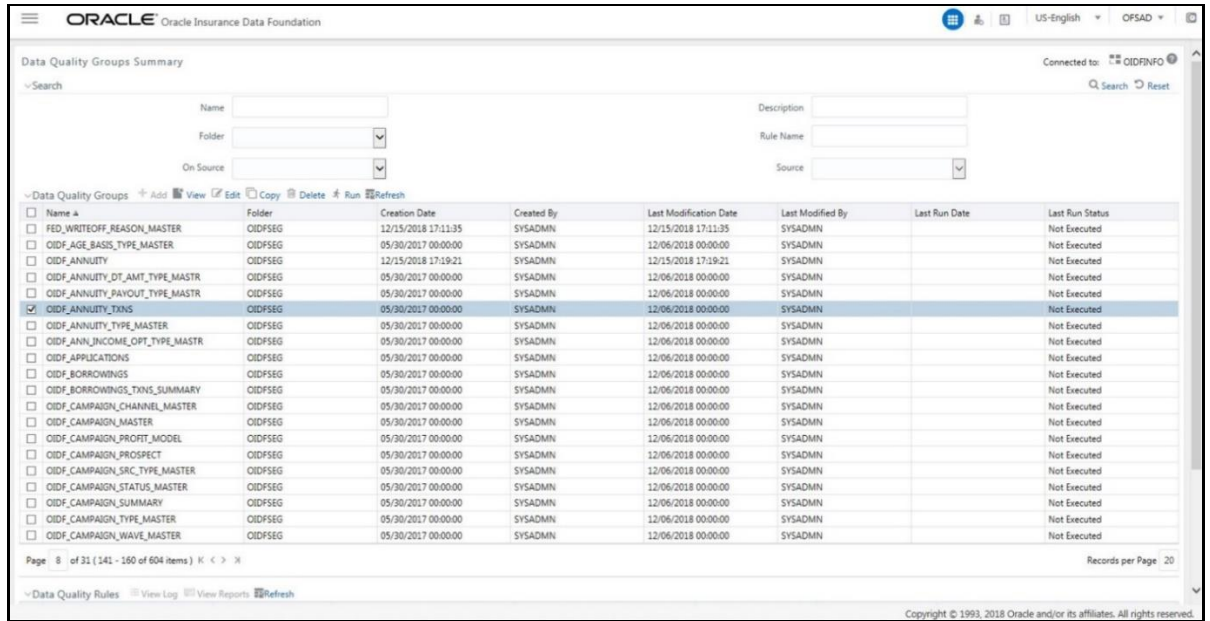 ORACLE Oracle Insurance Data Foundation US-English OFSAD
Data Quality Groups Summary Connected to: OIDFINFO
Search Search Reset
Name Description
Folder Rule Name
On Source Source
Data Quality Groups Add View Edit Copy Delete Run Refresh
Name Folder Creation Date Created By Last Modification Date Last Modified By Last Run Date Last Run Status
FED_WRITEOFF_REASON_MASTER OIDFSEG 12/15/2018 17:11:35 SYSADMN 12/15/2018 17:11:35 SYSADMN Not Executed
OIDF_AGE_BASIS_TYPE_MASTER OIDFSEG 05/30/2017 00:00:00 SYSADMN 12/06/2018 00:00:00 SYSADMN Not Executed
OIDF_ANNUITY OIDFSEG 12/15/2018 17:19:21 SYSADMN 12/15/2018 17:19:21 SYSADMN Not Executed
OIDF_ANNUITY_DT_AMT_TYPE_MASTR OIDFSEG 05/30/2017 00:00:00 SYSADMN 12/06/2018 00:00:00 SYSADMN Not Executed
OIDF_ANNUITY_PAYOUT_TYPE_MASTR OIDFSEG 05/30/2017 00:00:00 SYSADMN 12/06/2018 00:00:00 SYSADMN Not Executed
OIDF_ANNUITY_TXNS OIDFSEG 05/30/2017 00:00:00 SYSADMN 12/06/2018 00:00:00 SYSADMN Not Executed
OIDF_ANNUITY_TYPE_MASTER OIDFSEG 05/30/2017 00:00:00 SYSADMN 12/06/2018 00:00:00 SYSADMN Not Executed
OIDF_ANN_INCOME_OPT_TYPE_MASTR OIDFSEG 05/30/2017 00:00:00 SYSADMN 12/06/2018 00:00:00 SYSADMN Not Executed
OIDF_APPLICATIONS OIDFSEG 05/30/2017 00:00:00 SYSADMN 12/06/2018 00:00:00 SYSADMN Not Executed
OIDF_BORROWINGS OIDFSEG 05/30/2017 00:00:00 SYSADMN 12/06/2018 00:00:00 SYSADMN Not Executed
OIDF_BORROWINGS_TXNS_SUMMARY OIDFSEG 05/30/2017 00:00:00 SYSADMN 12/06/2018 00:00:00 SYSADMN Not Executed
OIDF_CAMPAIGN_CHANNEL_MASTER OIDFSEG 05/30/2017 00:00:00 SYSADMN 12/06/2018 00:00:00 SYSADMN Not Executed
OIDF_CAMPAIGN_MASTER OIDFSEG 05/30/2017 00:00:00 SYSADMN 12/06/2018 00:00:00 SYSADMN Not Executed
OIDF_CAMPAIGN_PROFIT_MODEL OIDFSEG 05/30/2017 00:00:00 SYSADMN 12/06/2018 00:00:00 SYSADMN Not Executed
OIDF_CAMPAIGN_PROSPECT OIDFSEG 05/30/2017 00:00:00 SYSADMN 12/06/2018 00:00:00 SYSADMN Not Executed
OIDF_CAMPAIGN_SRC_TYPE_MASTER OIDFSEG 05/30/2017 00:00:00 SYSADMN 12/06/2018 00:00:00 SYSADMN Not Executed
OIDF_CAMPAIGN_STATUS_MASTER OIDFSEG 05/30/2017 00:00:00 SYSADMN 12/06/2018 00:00:00 SYSADMN Not Executed
OIDF_CAMPAIGN_SUMMARY OIDFSEG 05/30/2017 00:00:00 SYSADMN 12/06/2018 00:00:00 SYSADMN Not Executed
OIDF_CAMPAIGN_TYPE_MASTER OIDFSEG 05/30/2017 00:00:00 SYSADMN 12/06/2018 00:00:00 SYSADMN Not Executed
OIDF_CAMPAIGN_WAVE_MASTER OIDFSEG 05/30/2017 00:00:00 SYSADMN 12/06/2018 00:00:00 SYSADMN Not Executed
Page 8 of 31 ( 141 - 160 of 604 items ) Records per Page 20
Data Quality Rules View Log View Reports Refresh
Copyright © 1993, 2018 Oracle and/or its affiliates. All rights reserved.